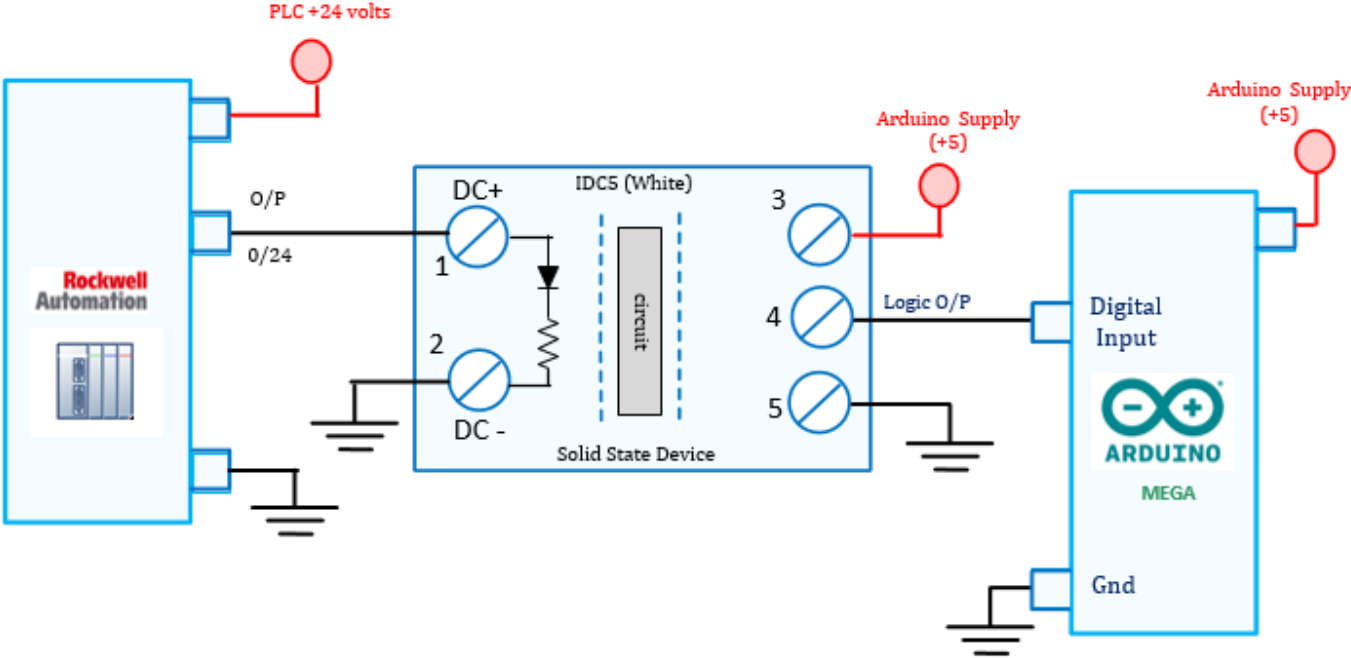 PLC +24 volts
O/P
0/24
Rockwell
Automation
DC+
1
2
DC -
IDC5 (White)
circuit
Solid State Device
3
4
5
Arduino Supply
(+5)
Logic O/P
Arduino Supply
(+5)
Digital
Input
ARDUINO
MEGA
Gnd